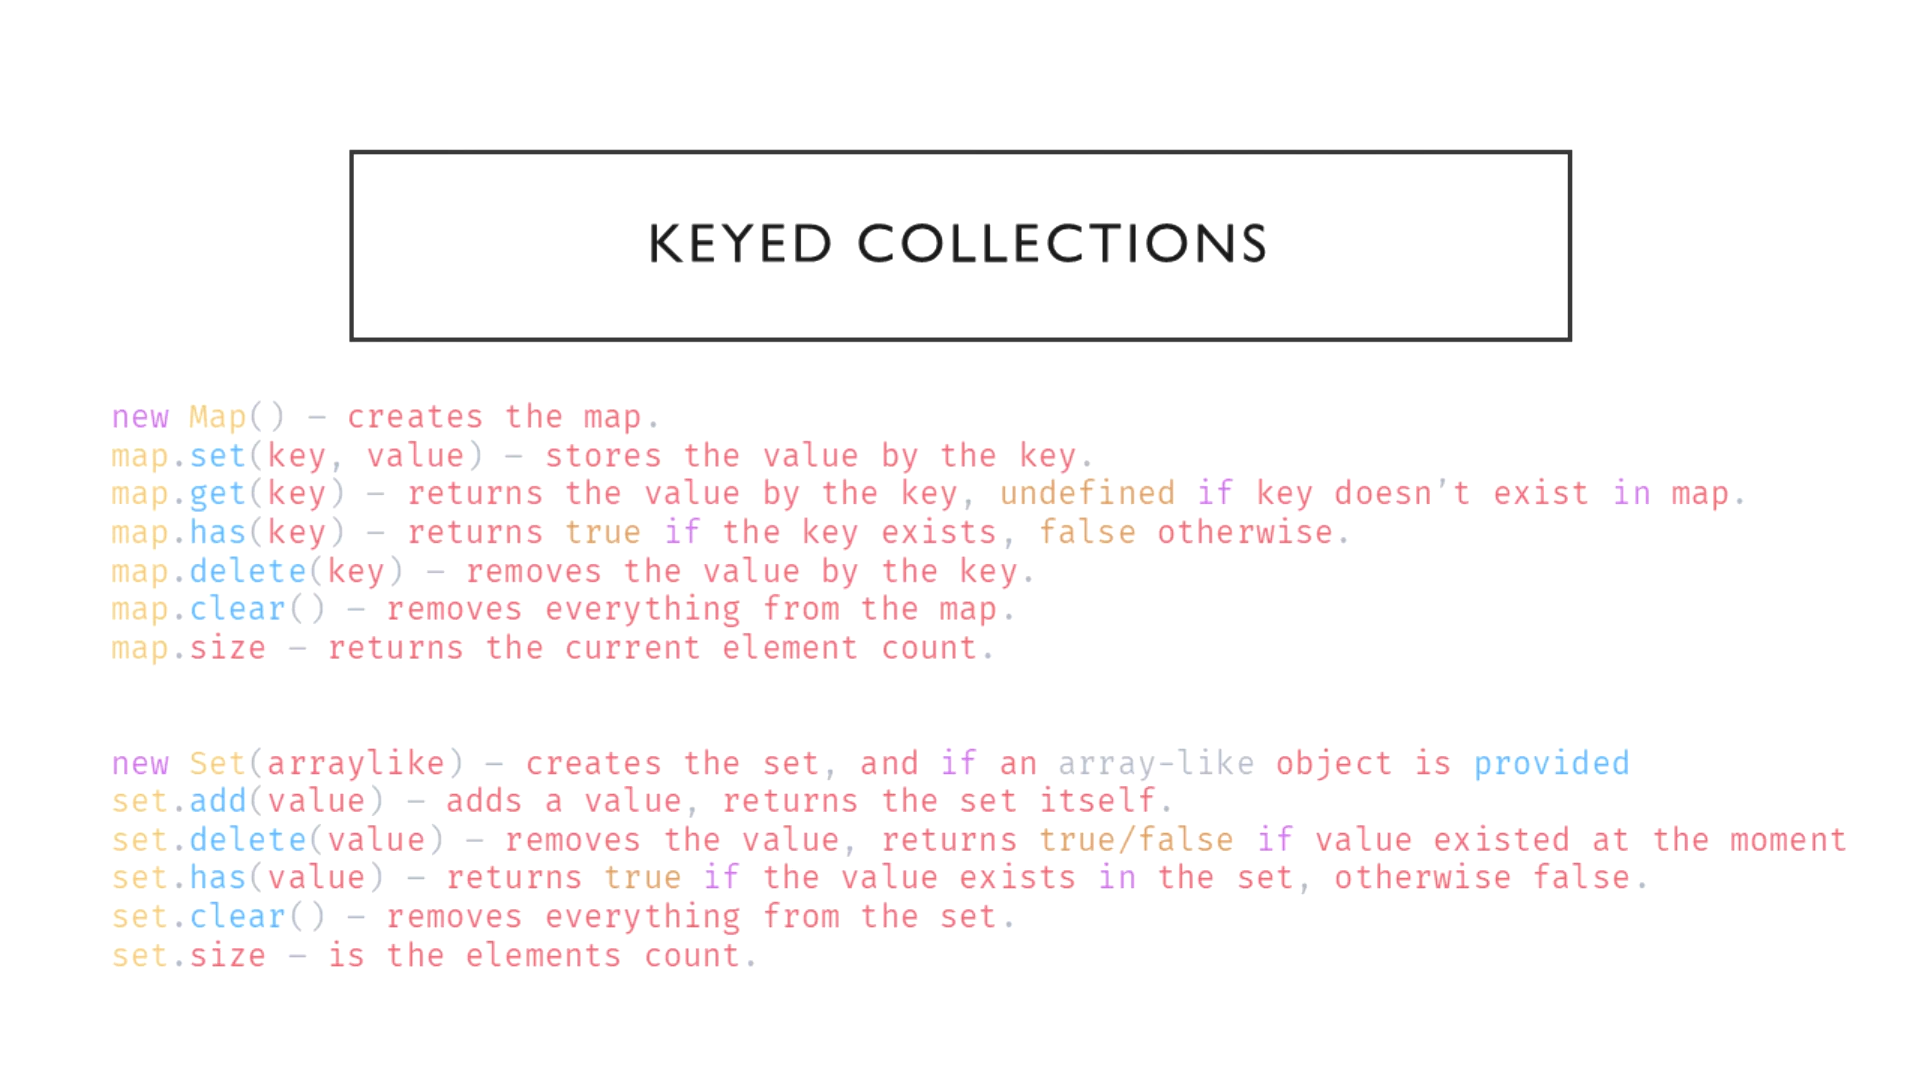 KEYED COLLECTIONS
new Map() – creates the map.
map.set(key, value) – stores the value by the key.
map.get(key) – returns the value by the key, undefined if key doesn’t exist in map.
map.has(key) – returns true if the key exists, false otherwise.
map.delete(key) – removes the value by the key.
map.clear() – removes everything from the map.
map.size – returns the current element count.
new Set(arraylike) – creates the set, and if an array-like object is provided
set.add(value) – adds a value, returns the set itself.
set.delete(value) – removes the value, returns true/false if value existed at the moment
set.has(value) – returns true if the value exists in the set, otherwise false.
set.clear() – removes everything from the set.
set.size – is the elements count.